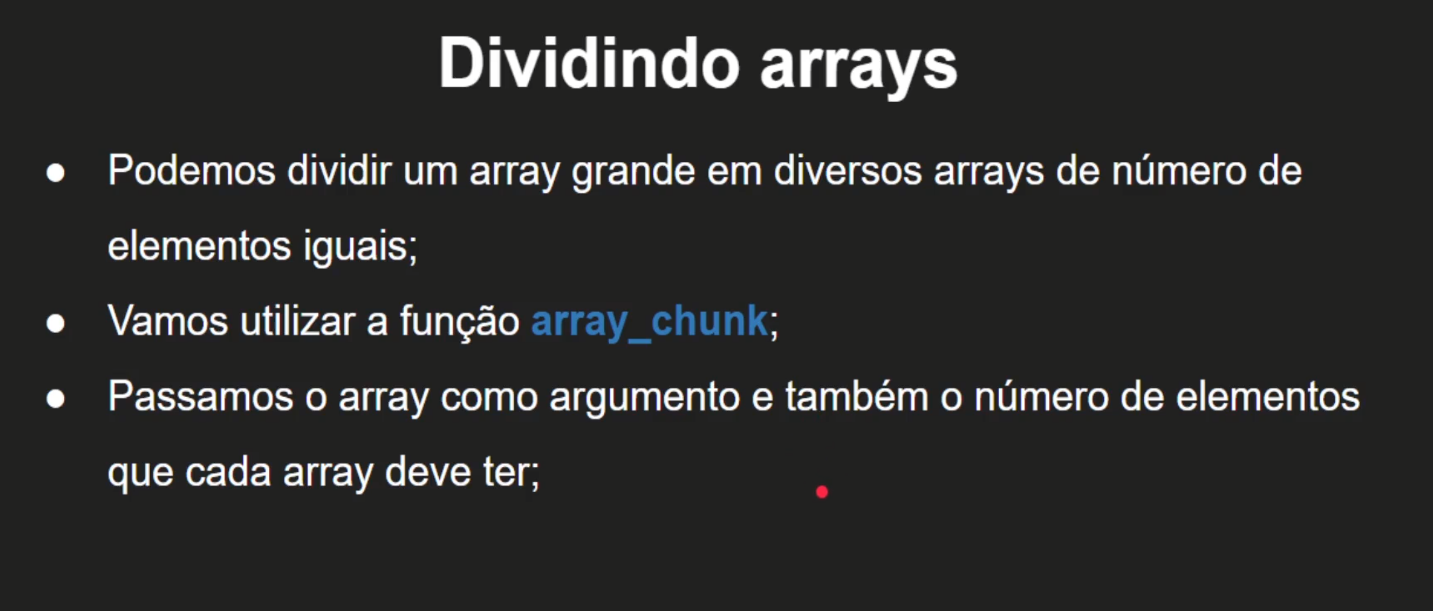 Dividindo arrays
● Podemos dividir um array grande em diversos arrays de número de
elementos iguais;
● Vamos utilizar a função array_chunk;
● Passamos o array como argumento e também o número de elementos
que cada array deve ter;